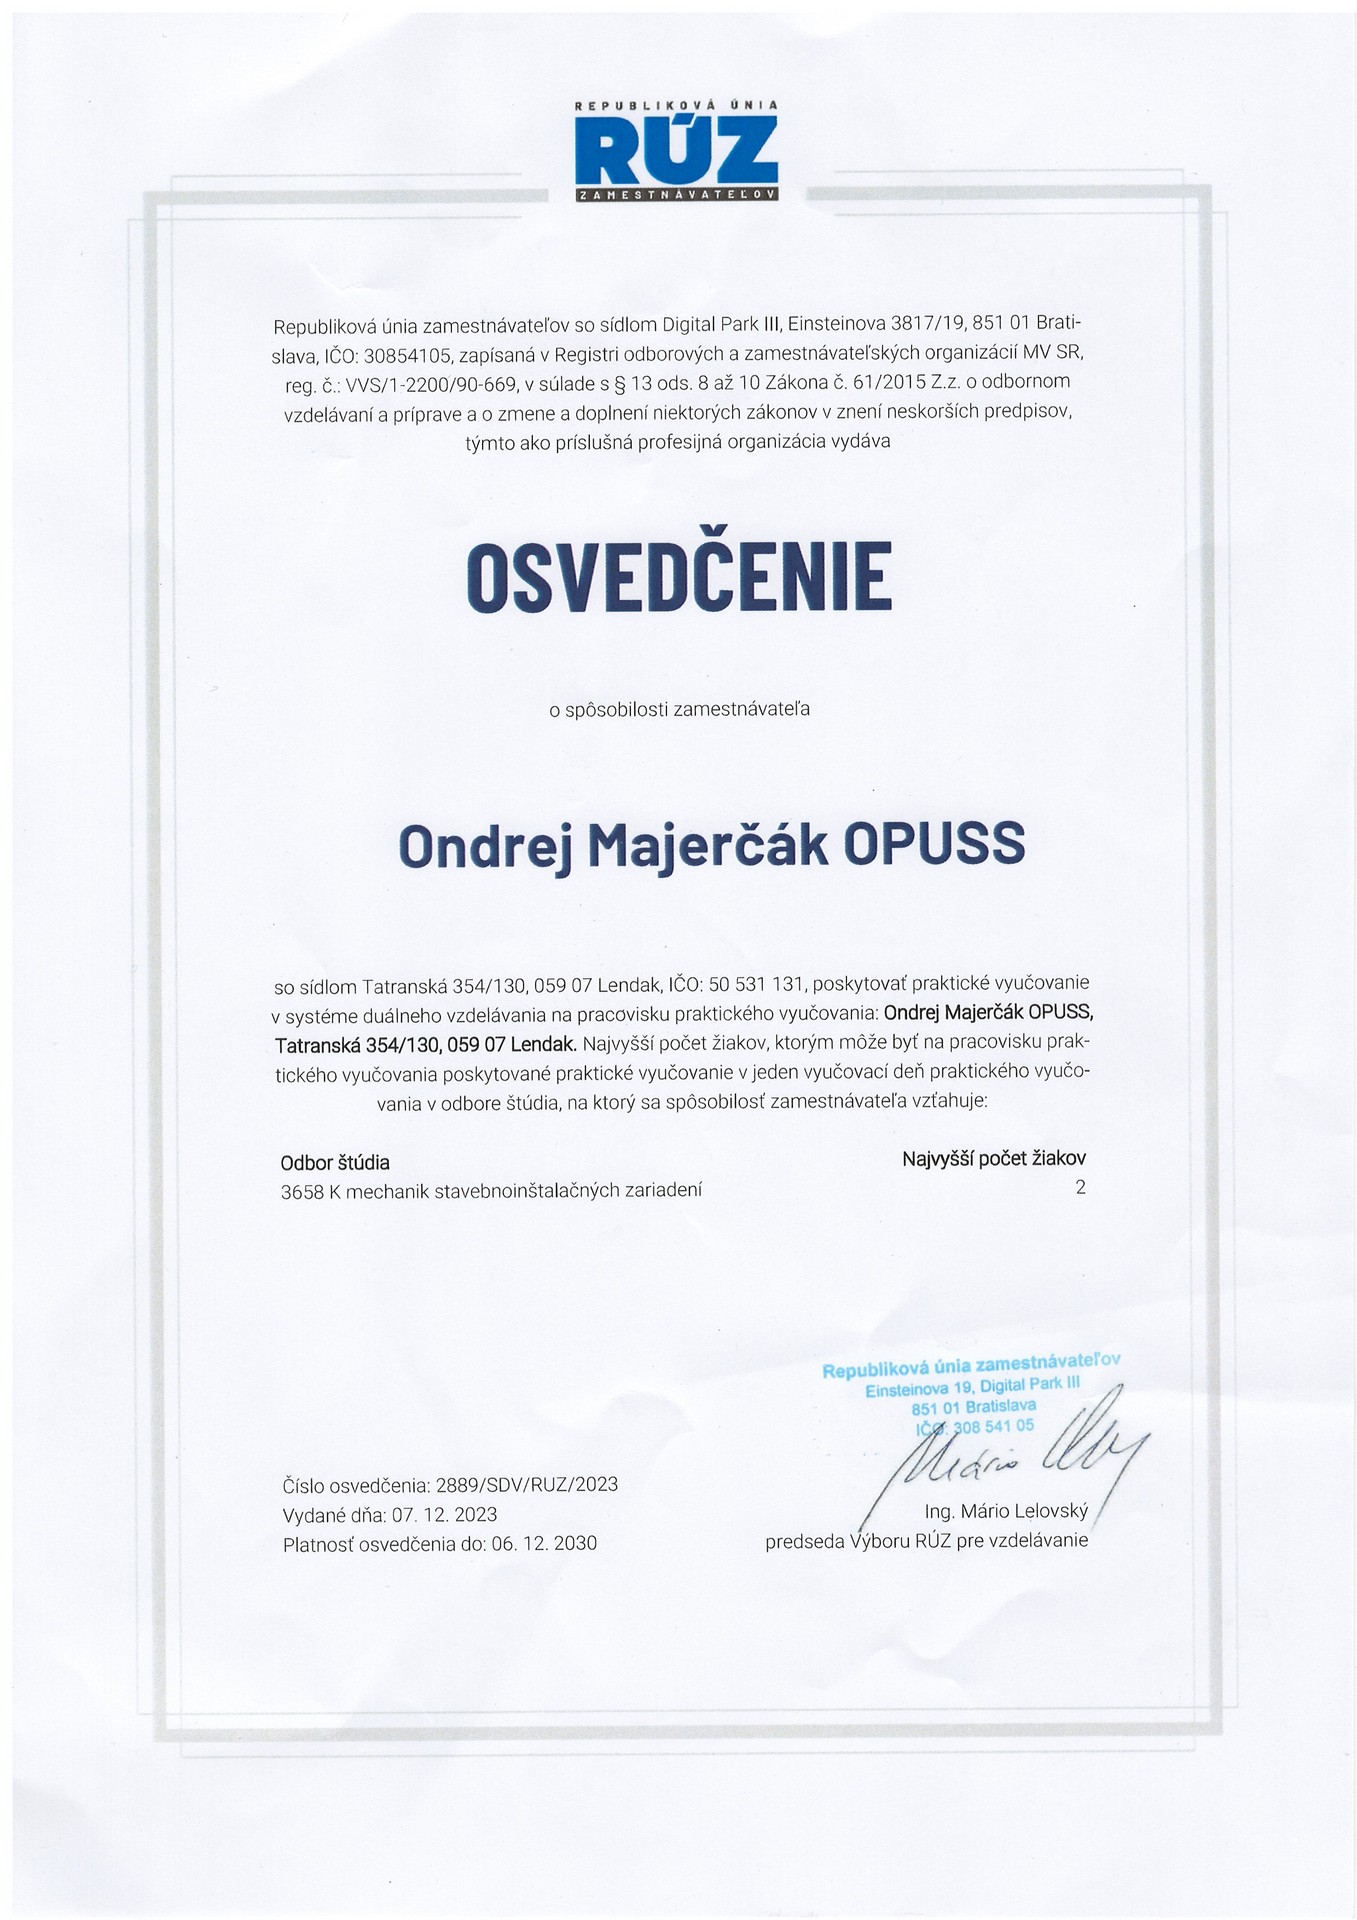 REPUBLIKOVÁ ÚNIA
RÚZ
ZAMESTNÁVATEĽOV
Republiková únia zamestnávateľov so sídlom Digital Park III, Einsteinova 3817/19, 851 01 Brati-
slava, IČO: 30854105, zapísaná v Registri odborových a zamestnávateľských organizácií MV SR,
reg. č.: VVS/1-2200/90-669, v súlade s § 13 ods. 8 až 10 Zákona č. 61/2015 Z.z. o odbornom
vzdelávaní a príprave a o zmene a doplnení niektorých zákonov v znení neskorších predpisov,
týmto ako príslušná profesijná organizácia vydáva
OSVEDČENIE
o spôsobilosti zamestnávateľa
Ondrej Majerčák OPUSS
so sídlom Tatranská 354/130, 059 07 Lendak, IČO: 50 531 131, poskytovať praktické vyučovanie
v systéme duálneho vzdelávania na pracovisku praktického vyučovania: Ondrej Majerčák OPUSS,
Tatranská 354/130, 059 07 Lendak. Najvyšší počet žiakov, ktorým môže byť na pracovisku prak-
tického vyučovania poskytované praktické vyučovanie v jeden vyučovací deň praktického vyučo-
vania v odbore štúdia, na ktorý sa spôsobilosť zamestnávateľa vzťahuje:
Odbor štúdia Najvyšší počet žiakov
3658 K mechanik stavebnoinštalačných zariadení 2
Republiková únia zamestnávateľov
Einsteinova 19, Digital Park III
851 01 Bratislava
IČO: 308 541 05
Číslo osvedčenia: 2889/SDV/RUZ/2023
Vydané dňa: 07. 12. 2023
Platnosť osvedčenia do: 06. 12. 2030
Ing. Mário Lelovský
predseda Výboru RÚZ pre vzdelávanie